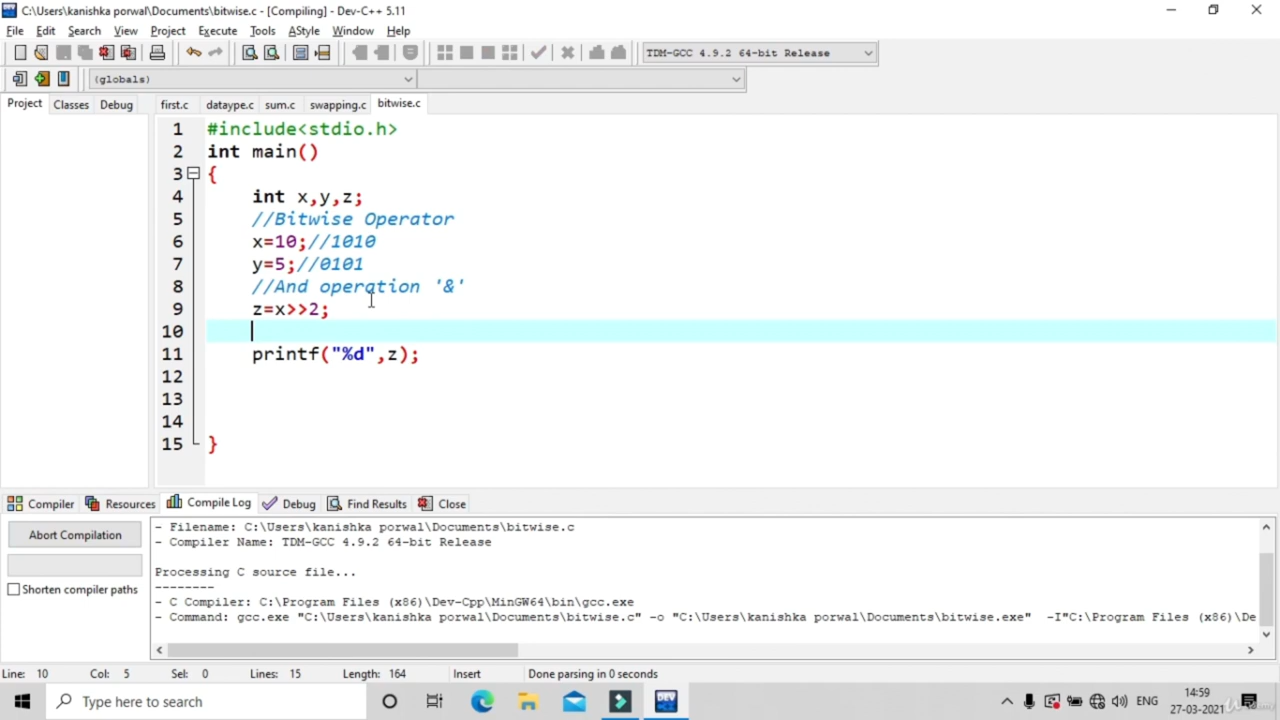 C:\Users\kanishka porwal\Documents\bitwise.c - [Compiling] - Dev-C++ 5.11
File Edit Search View Project Execute Tools AStyle Window Help
TDM-GCC 4.9.2 64-bit Release
(globals)
Project Classes Debug first.c dataype.c sum.c swapping.c bitwise.c
1 #include<stdio.h>
2 int main()
3 {
4 int x,y,z;
5 //Bitwise Operator
6 x=10;//1010
7 y=5;//0101
8 //And operation '&'
9 z=x>>2;
10
11 printf("%d",z);
12
13
14
15 }
Compiler Resources Compile Log Debug Find Results Close
Abort Compilation
Shorten compiler paths
- Filename: C:\Users\kanishka porwal\Documents\bitwise.c
- Compiler Name: TDM-GCC 4.9.2 64-bit Release
Processing C source file...
--------
- C Compiler: C:\Program Files (x86)\Dev-Cpp\MinGW64\bin\gcc.exe
- Command: gcc.exe "C:\Users\kanishka porwal\Documents\bitwise.c" -o "C:\Users\kanishka porwal\Documents\bitwise.exe" -I"C:\Program Files (x86)\De
Line: 10 Col: 5 Sel: 0 Lines: 15 Length: 164 Insert Done parsing in 0 seconds
Type here to search
DEV
ENG
14:59
27-03-2021